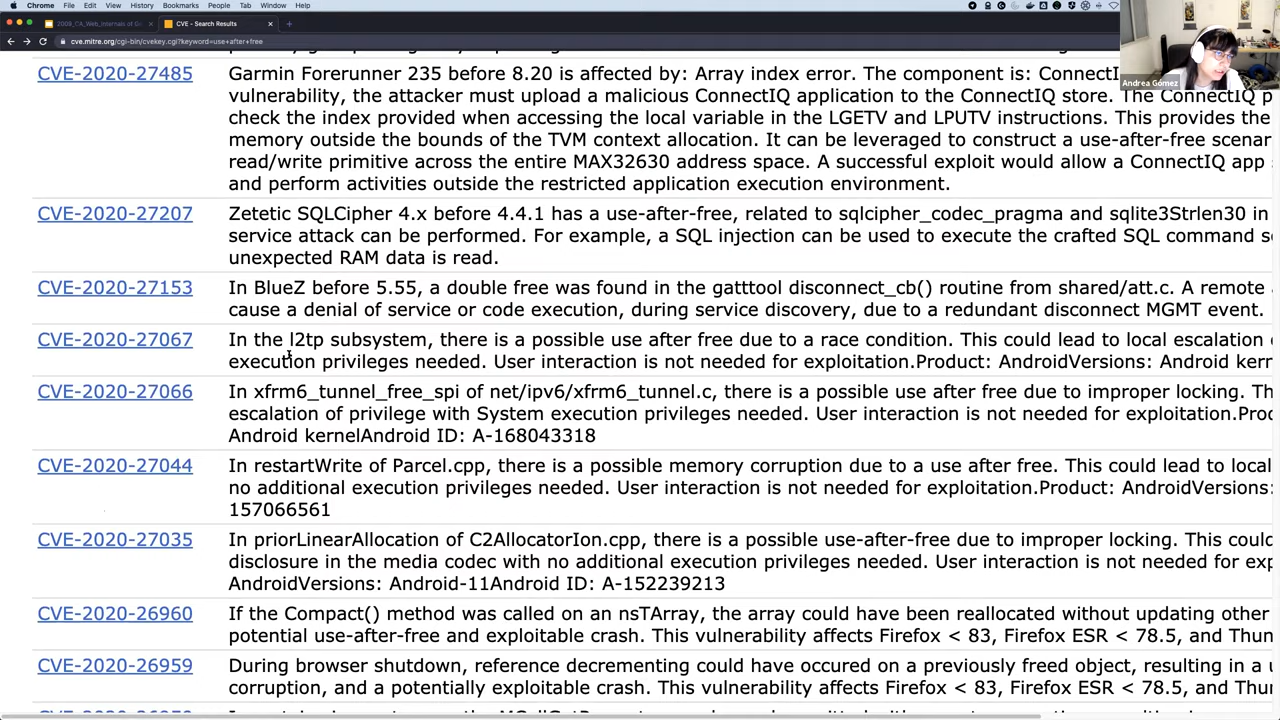 Chrome File Edit View History Bookmarks People Tab Window Help
2009_CA_Web_Internals of G
CVE - Search Results
cve.mitre.org/cgi-bin/cvekey.cgi?keyword=use+after+free
Andrea Gómez
CVE-2020-27485 Garmin Forerunner 235 before 8.20 is affected by: Array index error. The component is: ConnectI
vulnerability, the attacker must upload a malicious ConnectIQ application to the ConnectIQ store. The ConnectIQ p
check the index provided when accessing the local variable in the LGETV and LPUTV instructions. This provides the
memory outside the bounds of the TVM context allocation. It can be leveraged to construct a use-after-free scenar
read/write primitive across the entire MAX32630 address space. A successful exploit would allow a ConnectIQ app
and perform activities outside the restricted application execution environment.
CVE-2020-27207 Zetetic SQLCipher 4.x before 4.4.1 has a use-after-free, related to sqlcipher_codec_pragma and sqlite3Strlen30 in
service attack can be performed. For example, a SQL injection can be used to execute the crafted SQL command s
unexpected RAM data is read.
CVE-2020-27153 In BlueZ before 5.55, a double free was found in the gatttool disconnect_cb() routine from shared/att.c. A remote
cause a denial of service or code execution, during service discovery, due to a redundant disconnect MGMT event.
CVE-2020-27067 In the l2tp subsystem, there is a possible use after free due to a race condition. This could lead to local escalation
execution privileges needed. User interaction is not needed for exploitation.Product: AndroidVersions: Android kern
CVE-2020-27066 In xfrm6_tunnel_free_spi of net/ipv6/xfrm6_tunnel.c, there is a possible use after free due to improper locking. Th
escalation of privilege with System execution privileges needed. User interaction is not needed for exploitation.Proc
Android kernelAndroid ID: A-168043318
CVE-2020-27044 In restartWrite of Parcel.cpp, there is a possible memory corruption due to a use after free. This could lead to local
no additional execution privileges needed. User interaction is not needed for exploitation.Product: AndroidVersions:
157066561
CVE-2020-27035 In priorLinearAllocation of C2AllocatorIon.cpp, there is a possible use-after-free due to improper locking. This could
disclosure in the media codec with no additional execution privileges needed. User interaction is not needed for exp
AndroidVersions: Android-11Android ID: A-152239213
CVE-2020-26960 If the Compact() method was called on an nsTArray, the array could have been reallocated without updating other
potential use-after-free and exploitable crash. This vulnerability affects Firefox < 83, Firefox ESR < 78.5, and Thun
CVE-2020-26959 During browser shutdown, reference decrementing could have occured on a previously freed object, resulting in a u
corruption, and a potentially exploitable crash. This vulnerability affects Firefox < 83, Firefox ESR < 78.5, and Thun